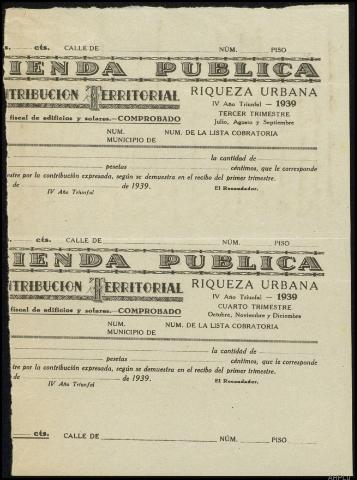 s. cts. CALLE DE NÚM. PISO
IENDA PUBLICA
NTRIBUCION TERRITORIAL RIQUEZA URBANA
IV Año Triunfal — 1939
TERCER TRIMESTRE
fiscal de edificios y solares.—COMPROBADO Julio, Agosto y Septiembre
NUM. NUM. DE LA LISTA COBRATORIA
MUNICIPIO DE
la cantidad de
pesetas céntimos, que le corresponde
stre por la contribución expresada, según se demuestra en el recibo del primer trimestre.
de de 1939. El Recaudador,
IV Año Triunfal
s. cts. CALLE DE NÚM. PISO
IENDA PUBLICA
NTRIBUCION TERRITORIAL RIQUEZA URBANA
IV Año Triunfal — 1939
CUARTO TRIMESTRE
fiscal de edificios y solares.—COMPROBADO Octubre, Noviembre y Diciembre
NUM. NUM. DE LA LISTA COBRATORIA
MUNICIPIO DE
la cantidad de
pesetas céntimos, que le corresponde
tre por la contribución expresada, según se demuestra en el recibo del primer trimestre.
de de 1939. El Recaudador,
IV Año Triunfal
cts. CALLE DE NÚM. PISO